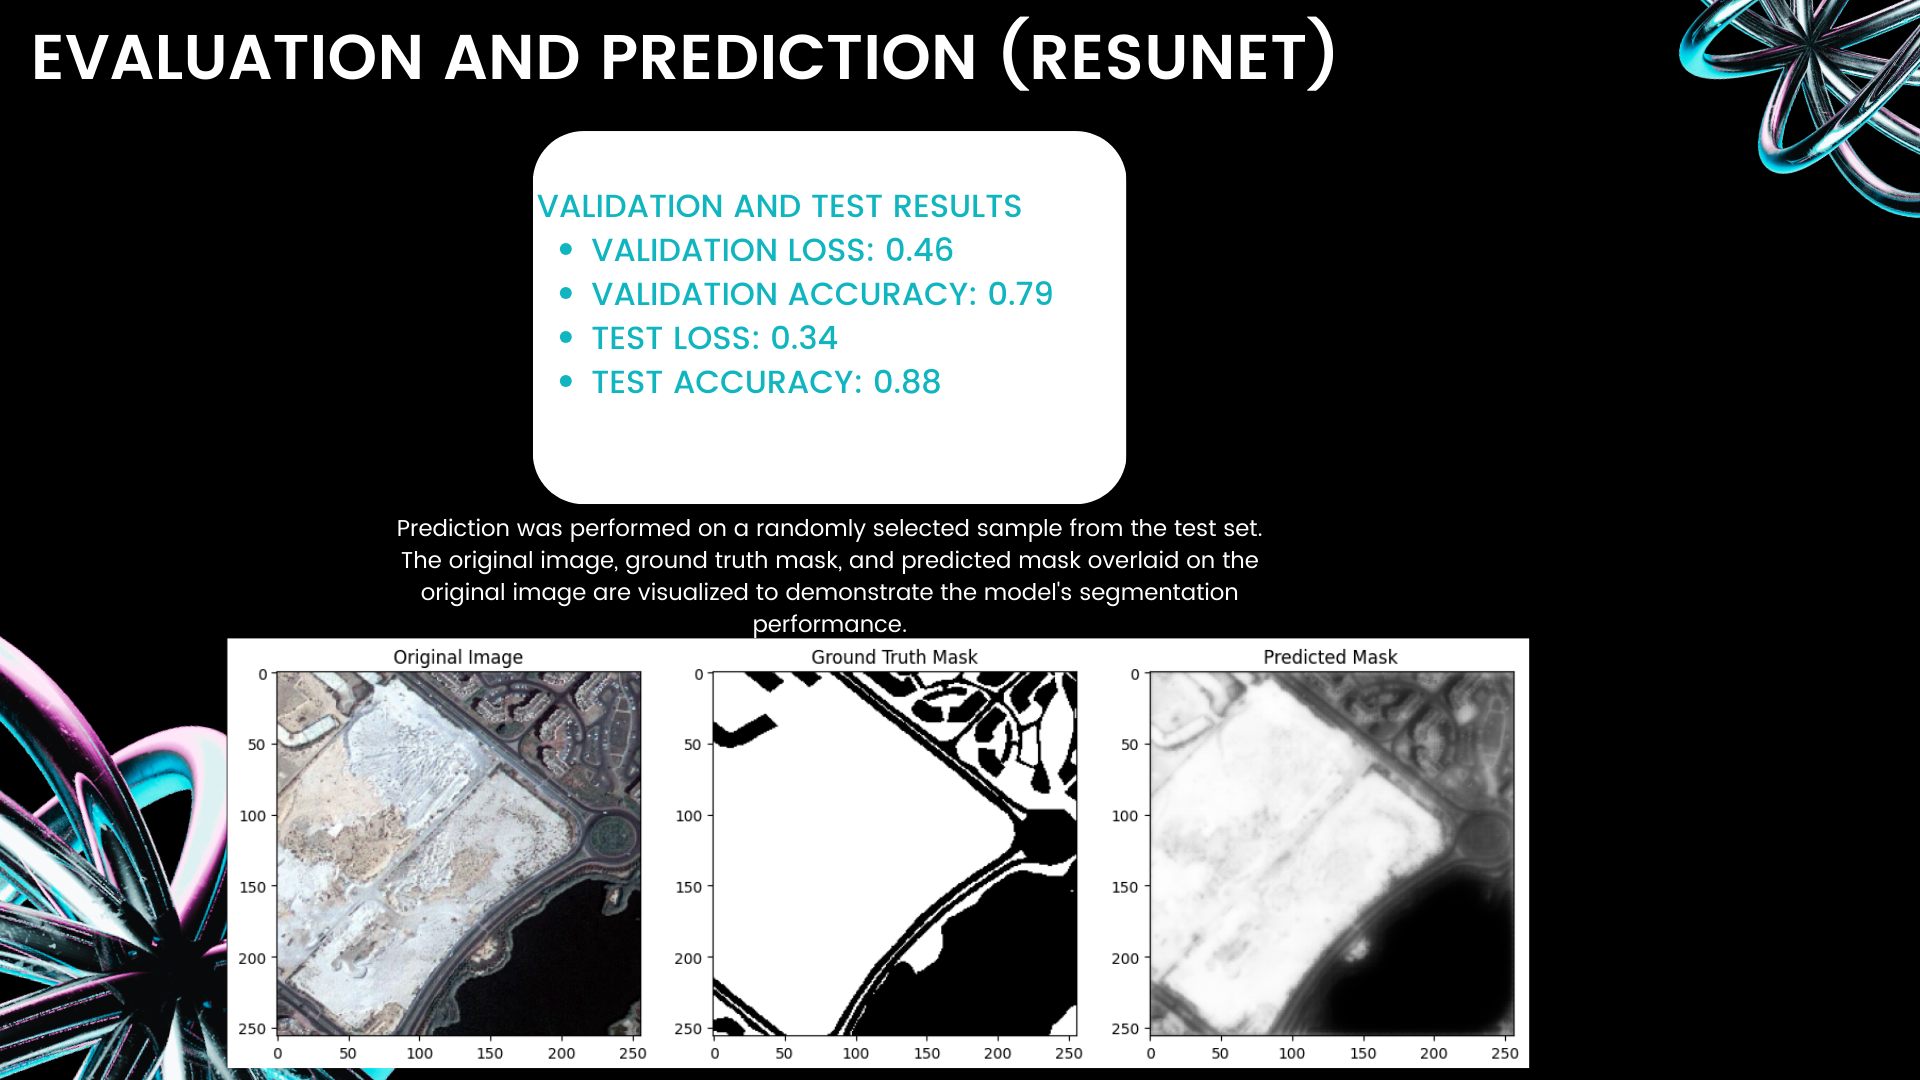 EVALUATION AND PREDICTION (RESUNET)
VALIDATION AND TEST RESULTS
• VALIDATION LOSS: 0.46
• VALIDATION ACCURACY: 0.79
• TEST LOSS: 0.34
• TEST ACCURACY: 0.88
Prediction was performed on a randomly selected sample from the test set.
The original image, ground truth mask, and predicted mask overlaid on the
original image are visualized to demonstrate the model's segmentation
performance.
Original Image
0
50
100
150
200
250
0 50 100 150 200 250
Ground Truth Mask
0
50
100
150
200
250
0 50 100 150 200 250
Predicted Mask
0
50
100
150
200
250
0 50 100 150 200 250